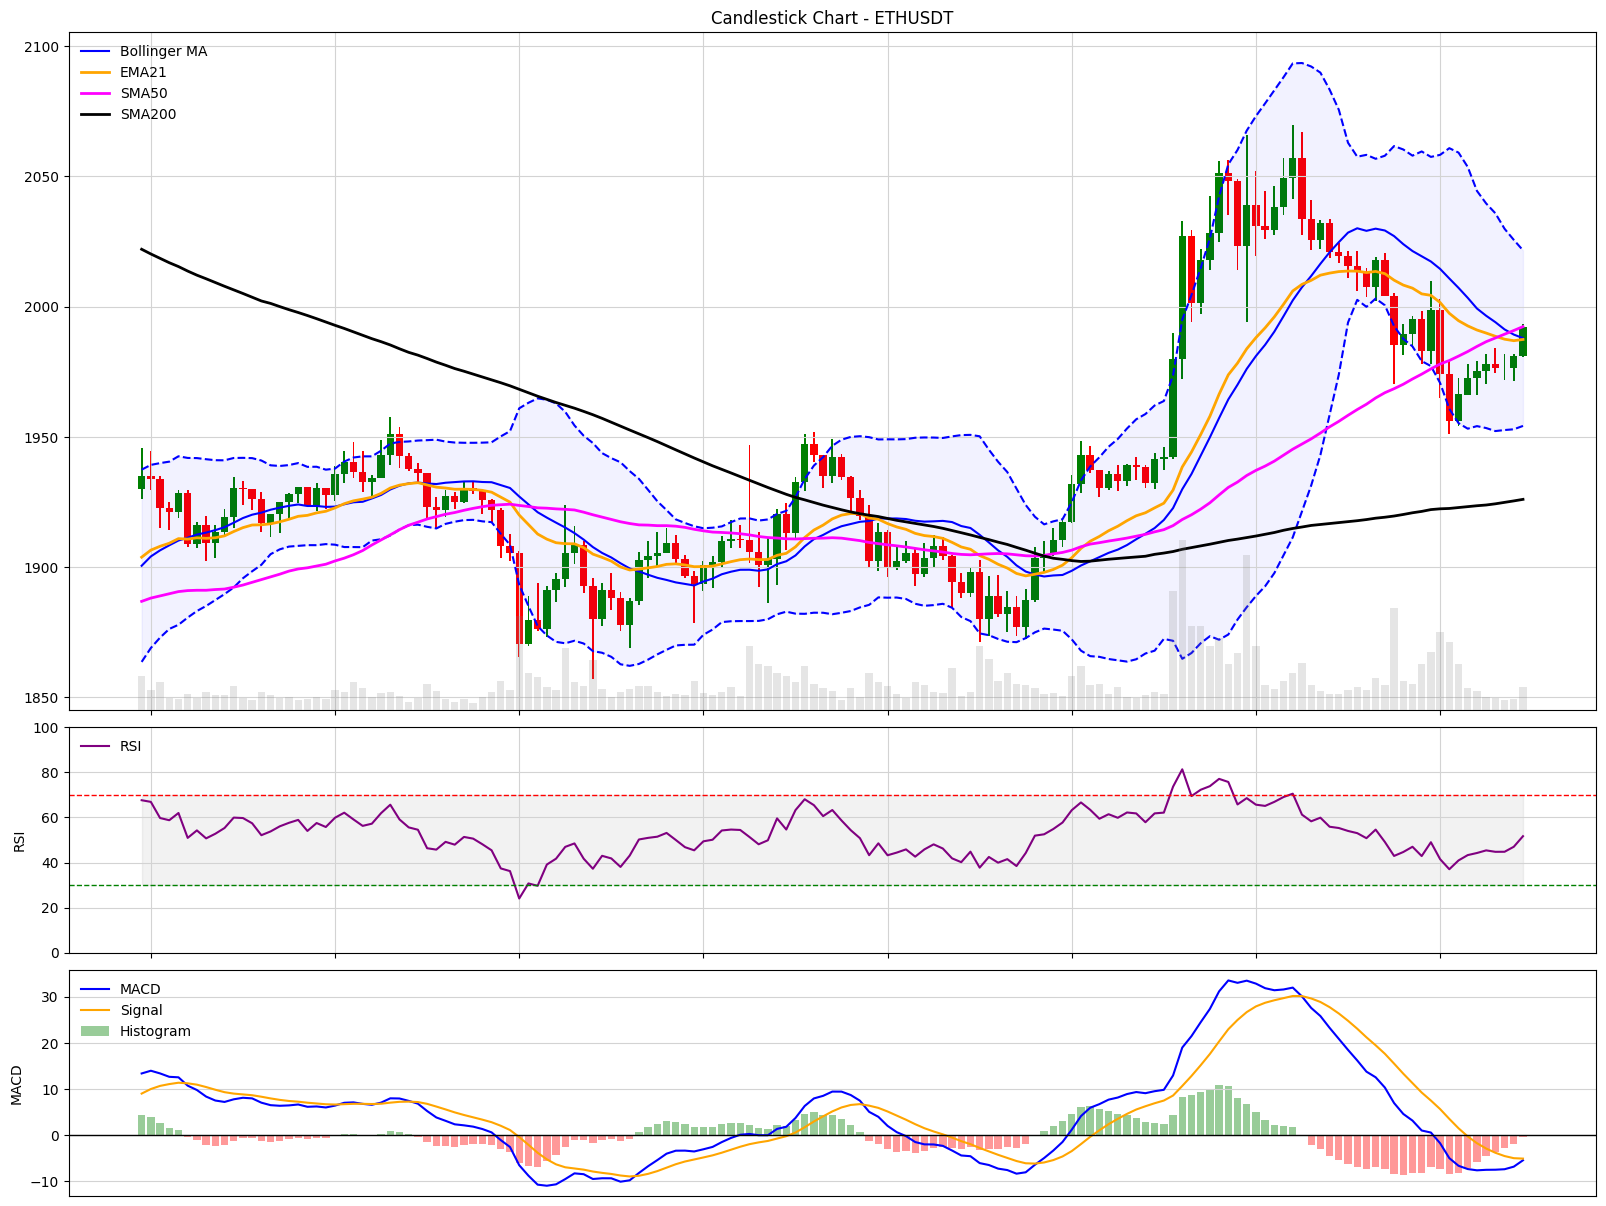 Candlestick Chart - ETHUSDT
2100
2050
2000
1950
1900
1850
Bollinger MA
EMA21
SMA50
SMA200
100
80
60
40
20
0
RSI
RSI
30
20
10
0
−10
MACD
MACD
Signal
Histogram